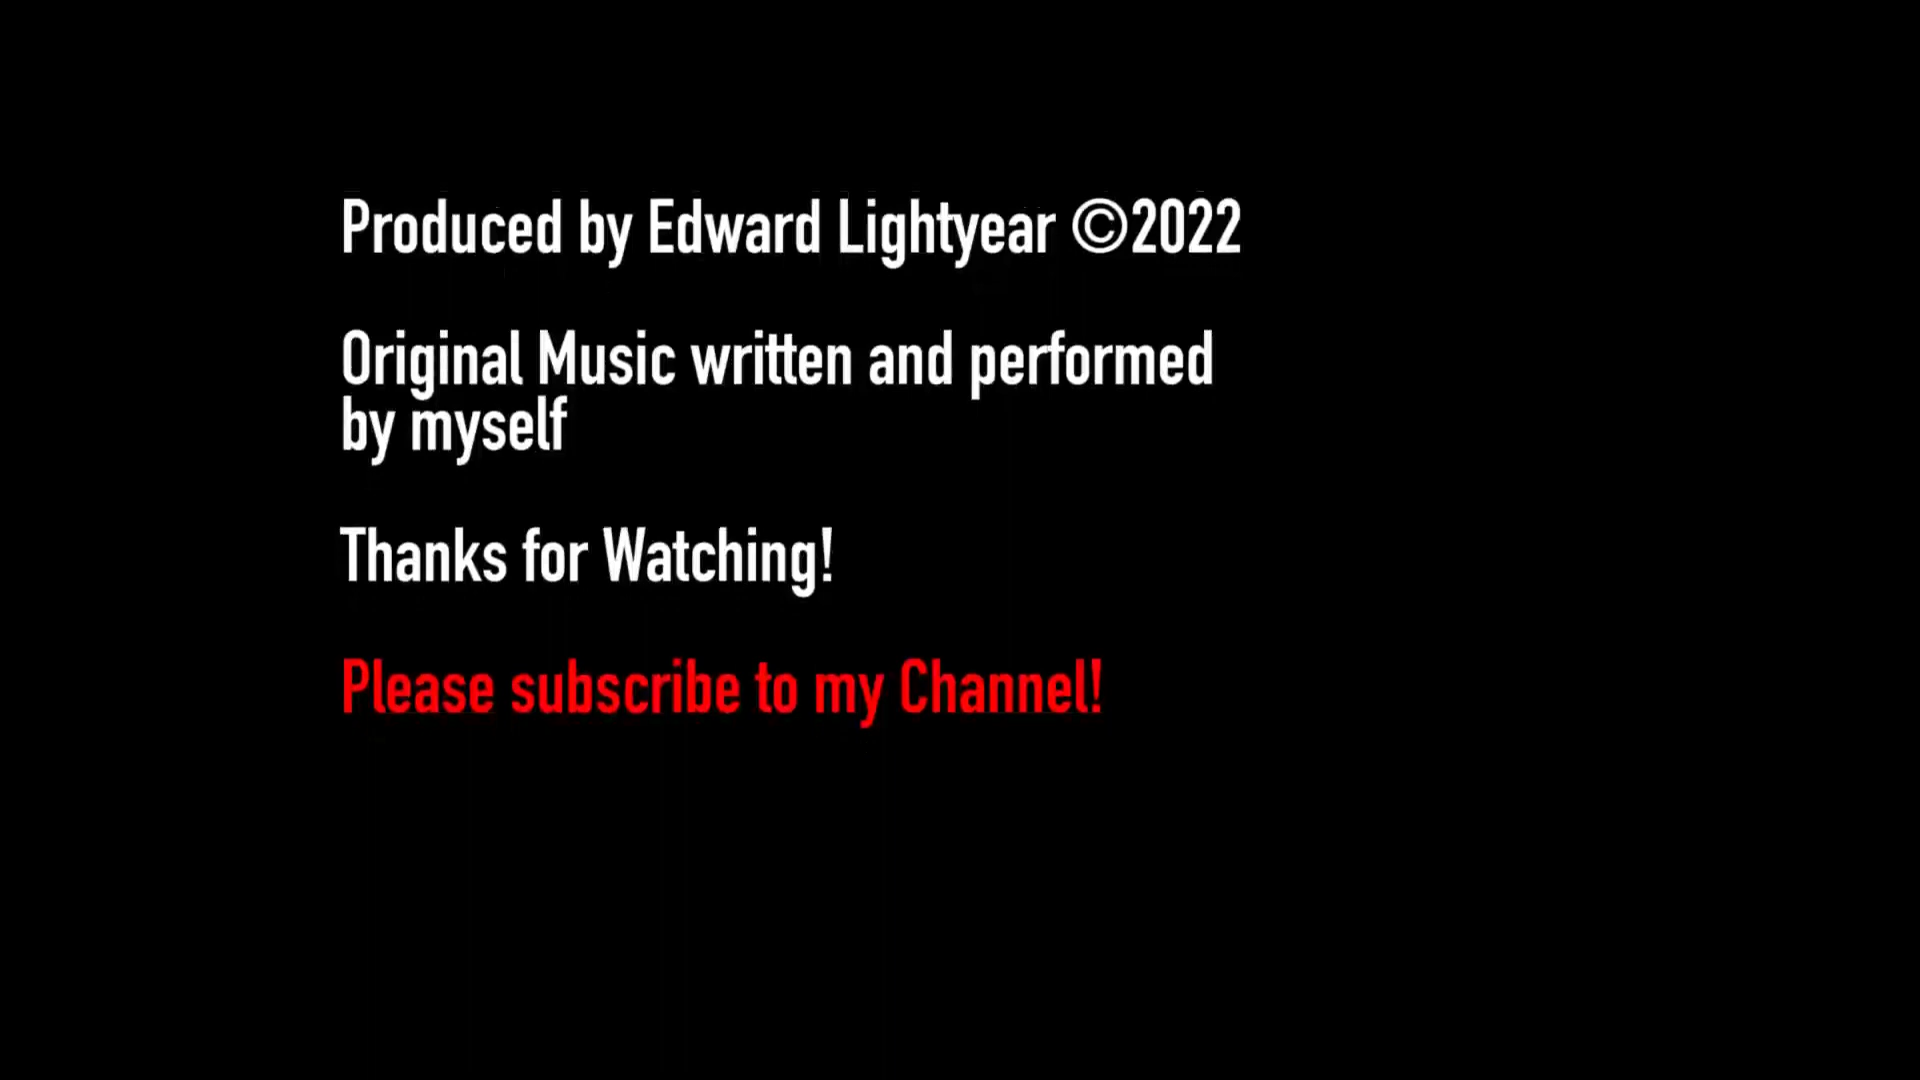 Produced by Edward Lightyear ©2022
Original Music written and performed
by myself
Thanks for Watching!
Please subscribe to my Channel!